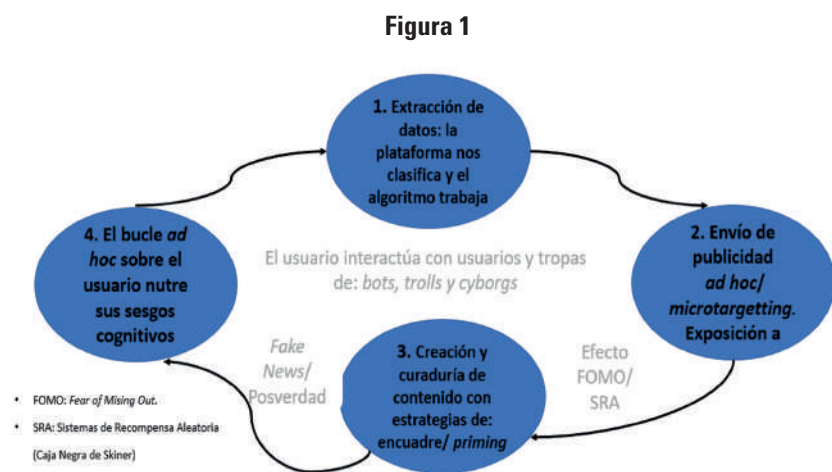 Figura 1
1. Extracción de
datos: la
plataforma nos
clasifica y el
algoritmo trabaja
2. Envío de
publicidad
ad hoc/
microtargetting.
Exposición a
3. Creación y
curaduría de
contenido con
estrategias de:
encuadre/ priming
4. El bucle ad
hoc sobre el
usuario nutre
sus sesgos
cognitivos
El usuario interactúa con usuarios y tropas
de: bots, trolls y cyborgs
Efecto
FOMO/
SRA
Fake
News/
Posverdad
• FOMO: Fear of Mising Out.
• SRA: Sistemas de Recompensa Aleatoria
(Caja Negra de Skiner)